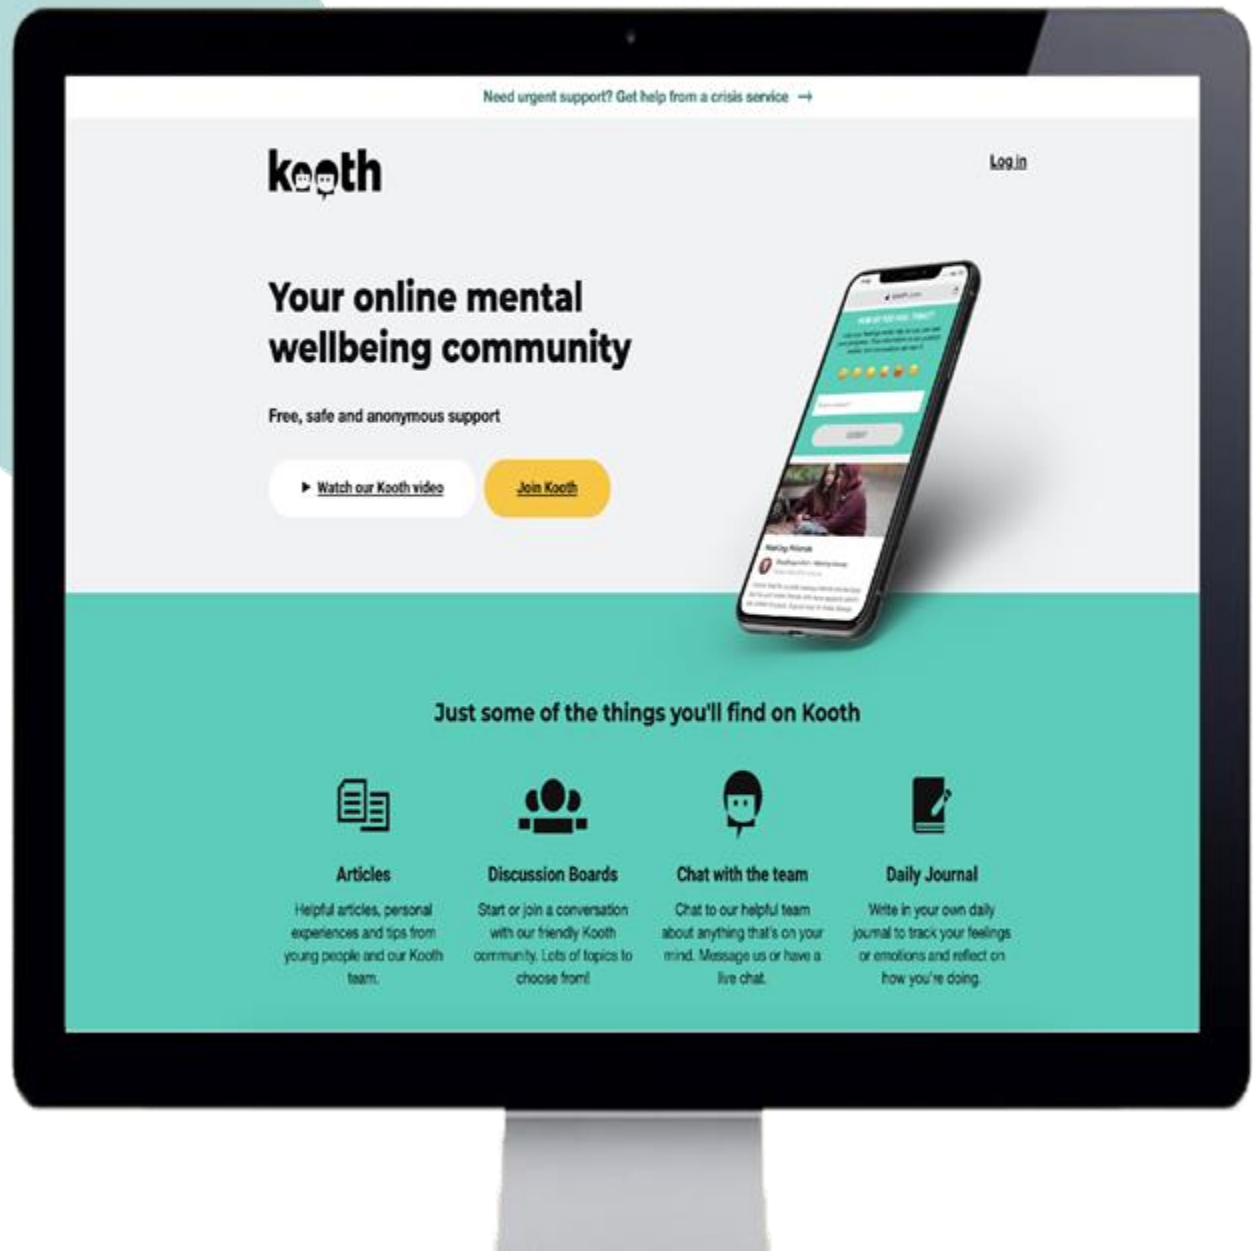 Need urgent support? Get help from a crisis service →
kooth
Log in
Your online mental
wellbeing community
Free, safe and anonymous support
Watch our Kooth video
Join Kooth
Making friends
Just some of the things you'll find on Kooth
Articles
Helpful articles, personal
experiences and tips from
young people and our Kooth
team.
Discussion Boards
Start or join a conversation
with our friendly Kooth
community. Lots of topics to
choose from!
Chat with the team
Chat to our helpful team
about anything that's on your
mind. Message us or have a
live chat.
Daily Journal
Write in your own daily
journal to track your feelings
or emotions and reflect on
how you're doing.